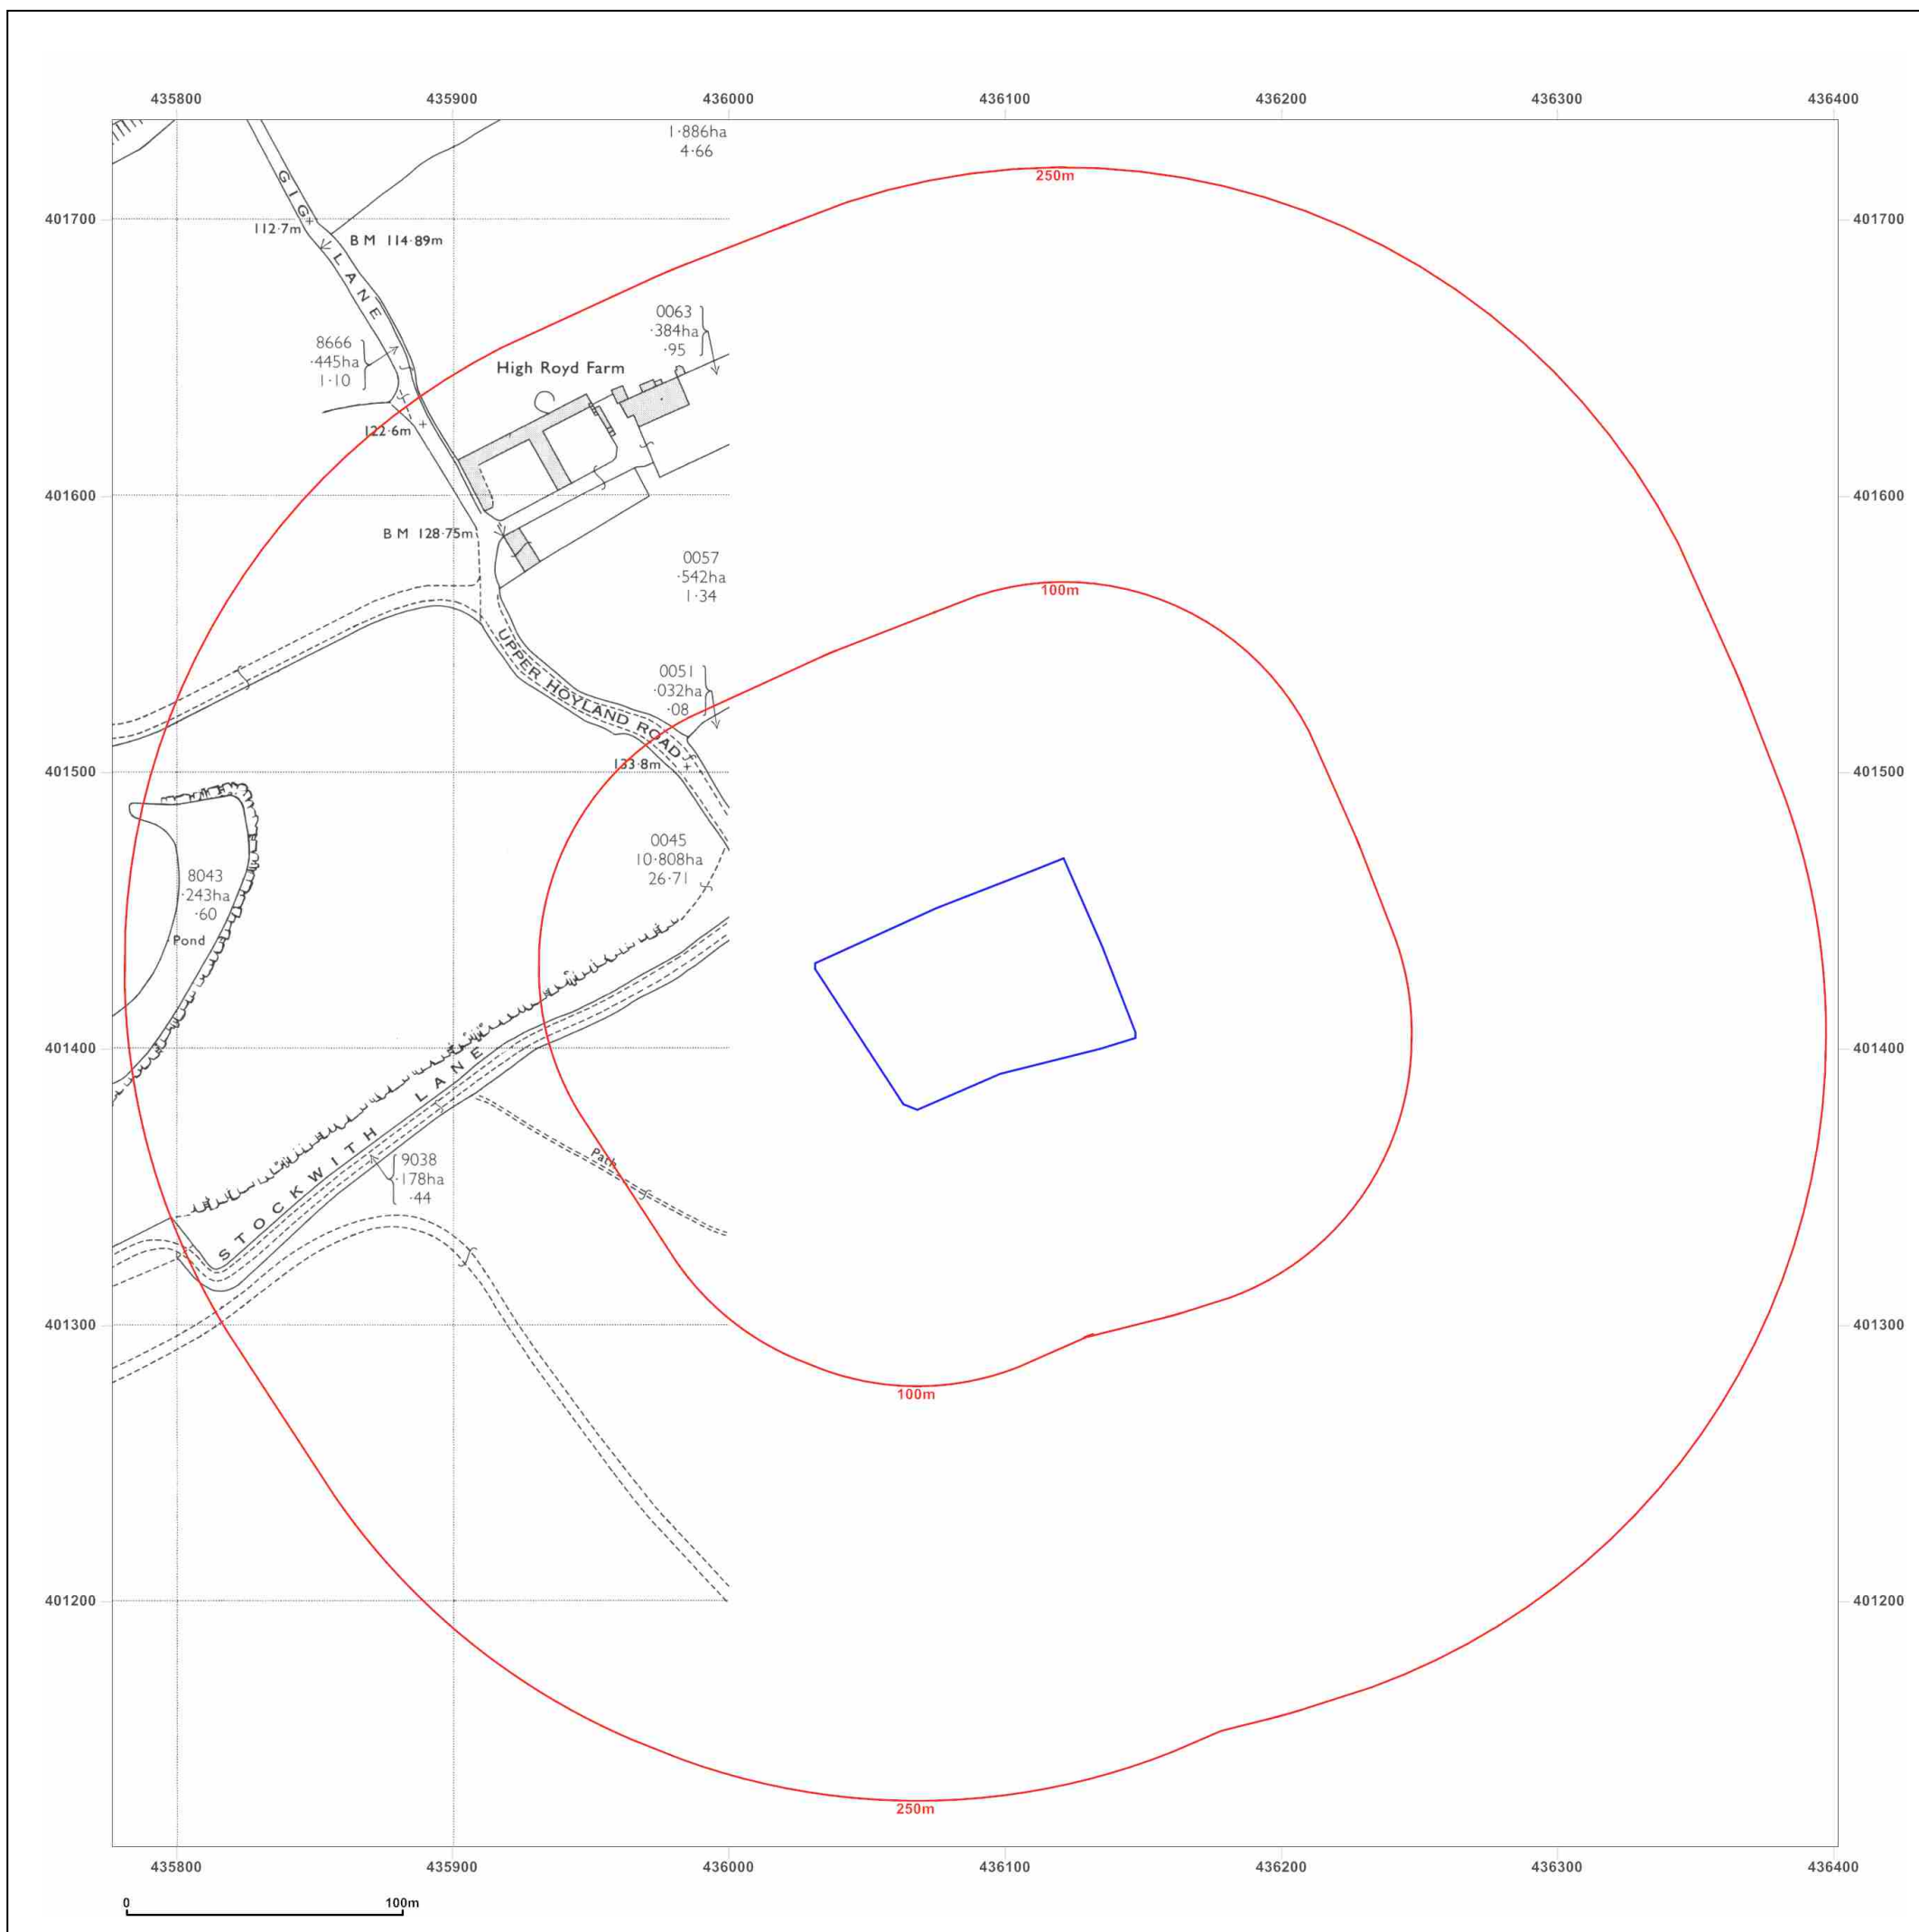 435800 435900 436000 436100 436200 436300 436400
1·886ha
4·66
250m
GIG LANE
401700 401700
112·7m
BM 114·89m
0063
·384ha
·95
8666
·445ha
1·10
High Royd Farm
122·6m
401600 401600
BM 128·75m
0057
·542ha
1·34
100m
UPPER HOYLAND ROAD
0051
·032ha
·08
133·8m
401500 401500
0045
10·808ha
26·71
8043
·243ha
·60
Pond
401400 401400
STOCKWITH LANE
Path
9038
·178ha
·44
401300 401300
100m
401200 401200
250m
435800 435900 436000 436100 436200 436300 436400
0 100m